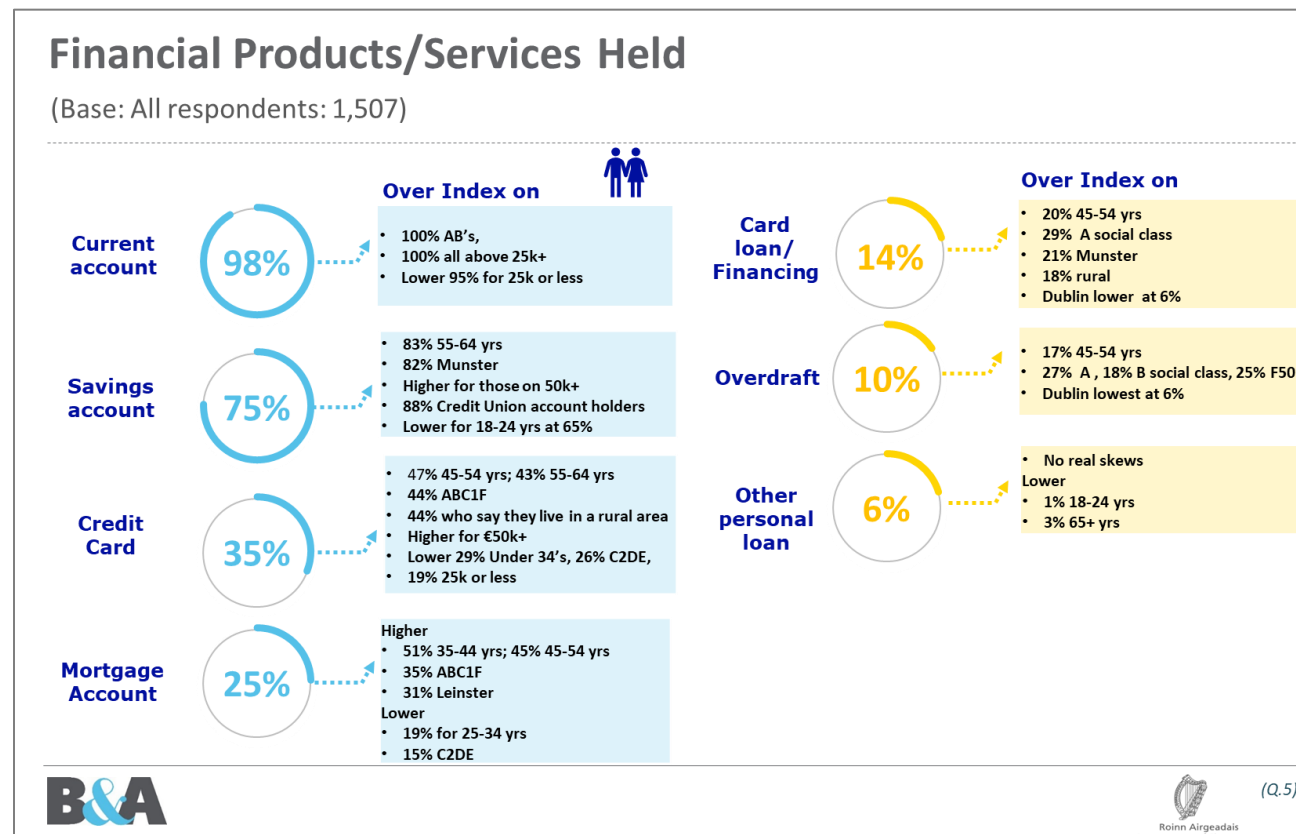 Financial Products/Services Held
(Base: All respondents: 1,507)
Over Index on
Current
account
98%
• 100% AB's,
• 100% all above 25k+
• Lower 95% for 25k or less
Savings
account
75%
• 83% 55-64 yrs
• 82% Munster
• Higher for those on 50k+
• 88% Credit Union account holders
• Lower for 18-24 yrs at 65%
Credit
Card
35%
• 47% 45-54 yrs; 43% 55-64 yrs
• 44% ABC1F
• 44% who say they live in a rural area
• Higher for €50k+
• Lower 29% Under 34's, 26% C2DE,
• 19% 25k or less
Mortgage
Account
25%
Higher
• 51% 35-44 yrs; 45% 45-54 yrs
• 35% ABC1F
• 31% Leinster
Lower
• 19% for 25-34 yrs
• 15% C2DE
Over Index on
Card
loan/
Financing
14%
• 20% 45-54 yrs
• 29% A social class
• 21% Munster
• 18% rural
• Dublin lower at 6%
Overdraft
10%
• 17% 45-54 yrs
• 27% A , 18% B social class, 25% F50
• Dublin lowest at 6%
Other
personal
loan
6%
• No real skews
Lower
• 1% 18-24 yrs
• 3% 65+ yrs
B&A
Roinn Airgeadais
(Q.5)